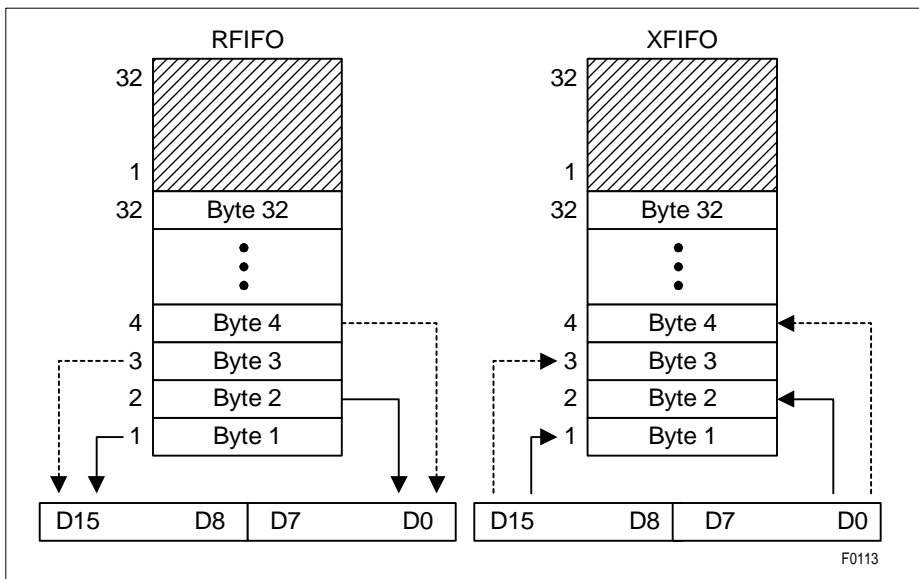 RFIFO XFIFO
32 32
1 1
32 Byte 32 32 Byte 32
4 Byte 4 4 Byte 4
3 Byte 3 3 Byte 3
2 Byte 2 2 Byte 2
1 Byte 1 1 Byte 1
D15 D8 D7 D0 D15 D8 D7 D0
F0113